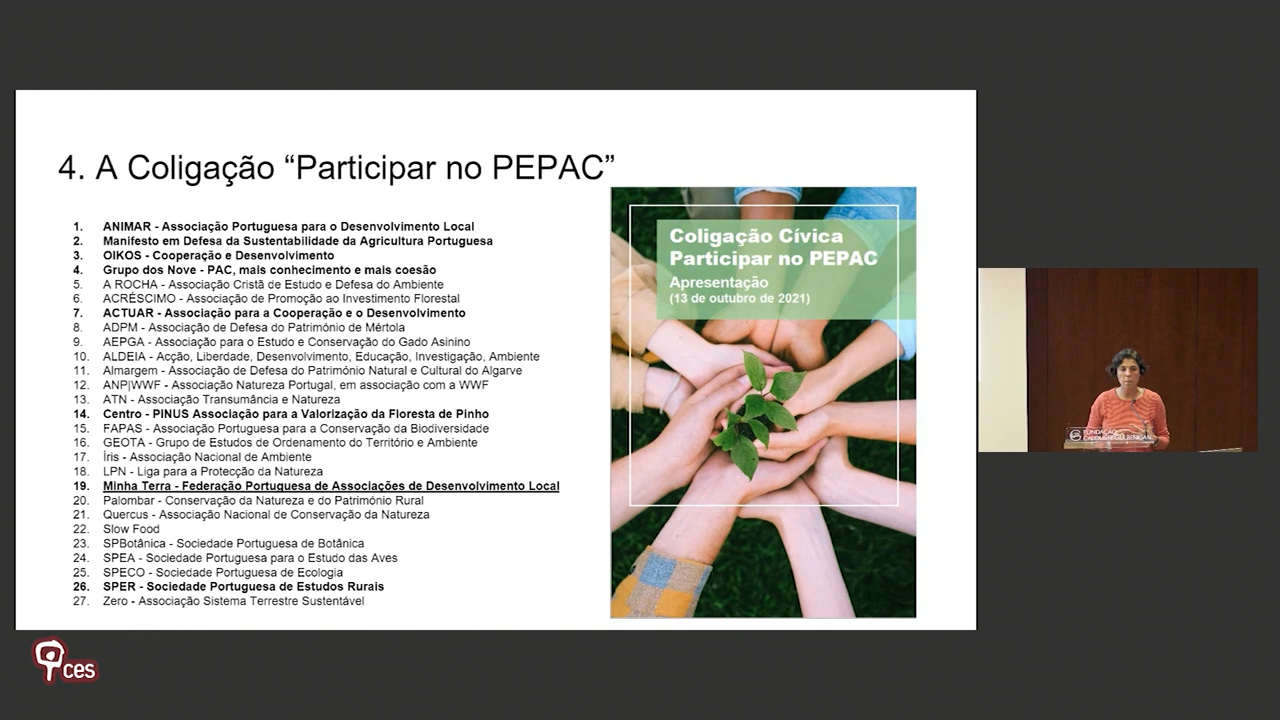 4. A Coligação “Participar no PEPAC”
1. ANIMAR - Associação Portuguesa para o Desenvolvimento Local
2. Manifesto em Defesa da Sustentabilidade da Agricultura Portuguesa
3. OIKOS - Cooperação e Desenvolvimento
4. Grupo dos Nove - PAC, mais conhecimento e mais coesão
5. A ROCHA - Associação Cristã de Estudo e Defesa do Ambiente
6. ACRÉSCIMO - Associação de Promoção ao Investimento Florestal
7. ACTUAR - Associação para a Cooperação e o Desenvolvimento
8. ADPM - Associação de Defesa do Património de Mértola
9. AEPGA - Associação para o Estudo e Conservação do Gado Asinino
10. ALDEIA - Acção, Liberdade, Desenvolvimento, Educação, Investigação, Ambiente
11. Almargem - Associação de Defesa do Património Natural e Cultural do Algarve
12. ANP|WWF - Associação Natureza Portugal, em associação com a WWF
13. ATN - Associação Transumância e Natureza
14. Centro - PINUS Associação para a Valorização da Floresta de Pinho
15. FAPAS - Associação Portuguesa para a Conservação da Biodiversidade
16. GEOTA - Grupo de Estudos de Ordenamento do Território e Ambiente
17. Íris - Associação Nacional de Ambiente
18. LPN - Liga para a Protecção da Natureza
19. Minha Terra - Federação Portuguesa de Associações de Desenvolvimento Local
20. Palombar - Conservação da Natureza e do Património Rural
21. Quercus - Associação Nacional de Conservação da Natureza
22. Slow Food
23. SPBotânica - Sociedade Portuguesa de Botânica
24. SPEA - Sociedade Portuguesa para o Estudo das Aves
25. SPECO - Sociedade Portuguesa de Ecologia
26. SPER - Sociedade Portuguesa de Estudos Rurais
27. Zero - Associação Sistema Terrestre Sustentável
Coligação Cívica
Participar no PEPAC
Apresentação
(13 de outubro de 2021)
FUNDAÇÃO
CALOUSTE GULBENKIAN
ces